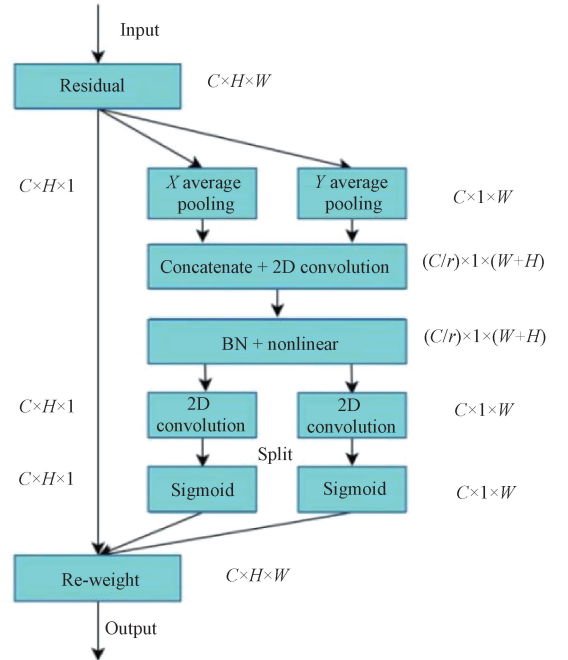 Input
Residual
C×H×W
C×H×1
X average
pooling
Y average
pooling
C×1×W
Concatenate + 2D convolution
(C/r)×1×(W+H)
BN + nonlinear
(C/r)×1×(W+H)
C×H×1
2D
convolution
2D
convolution
C×1×W
Split
C×H×1
Sigmoid
Sigmoid
C×1×W
Re-weight
C×H×W
Output